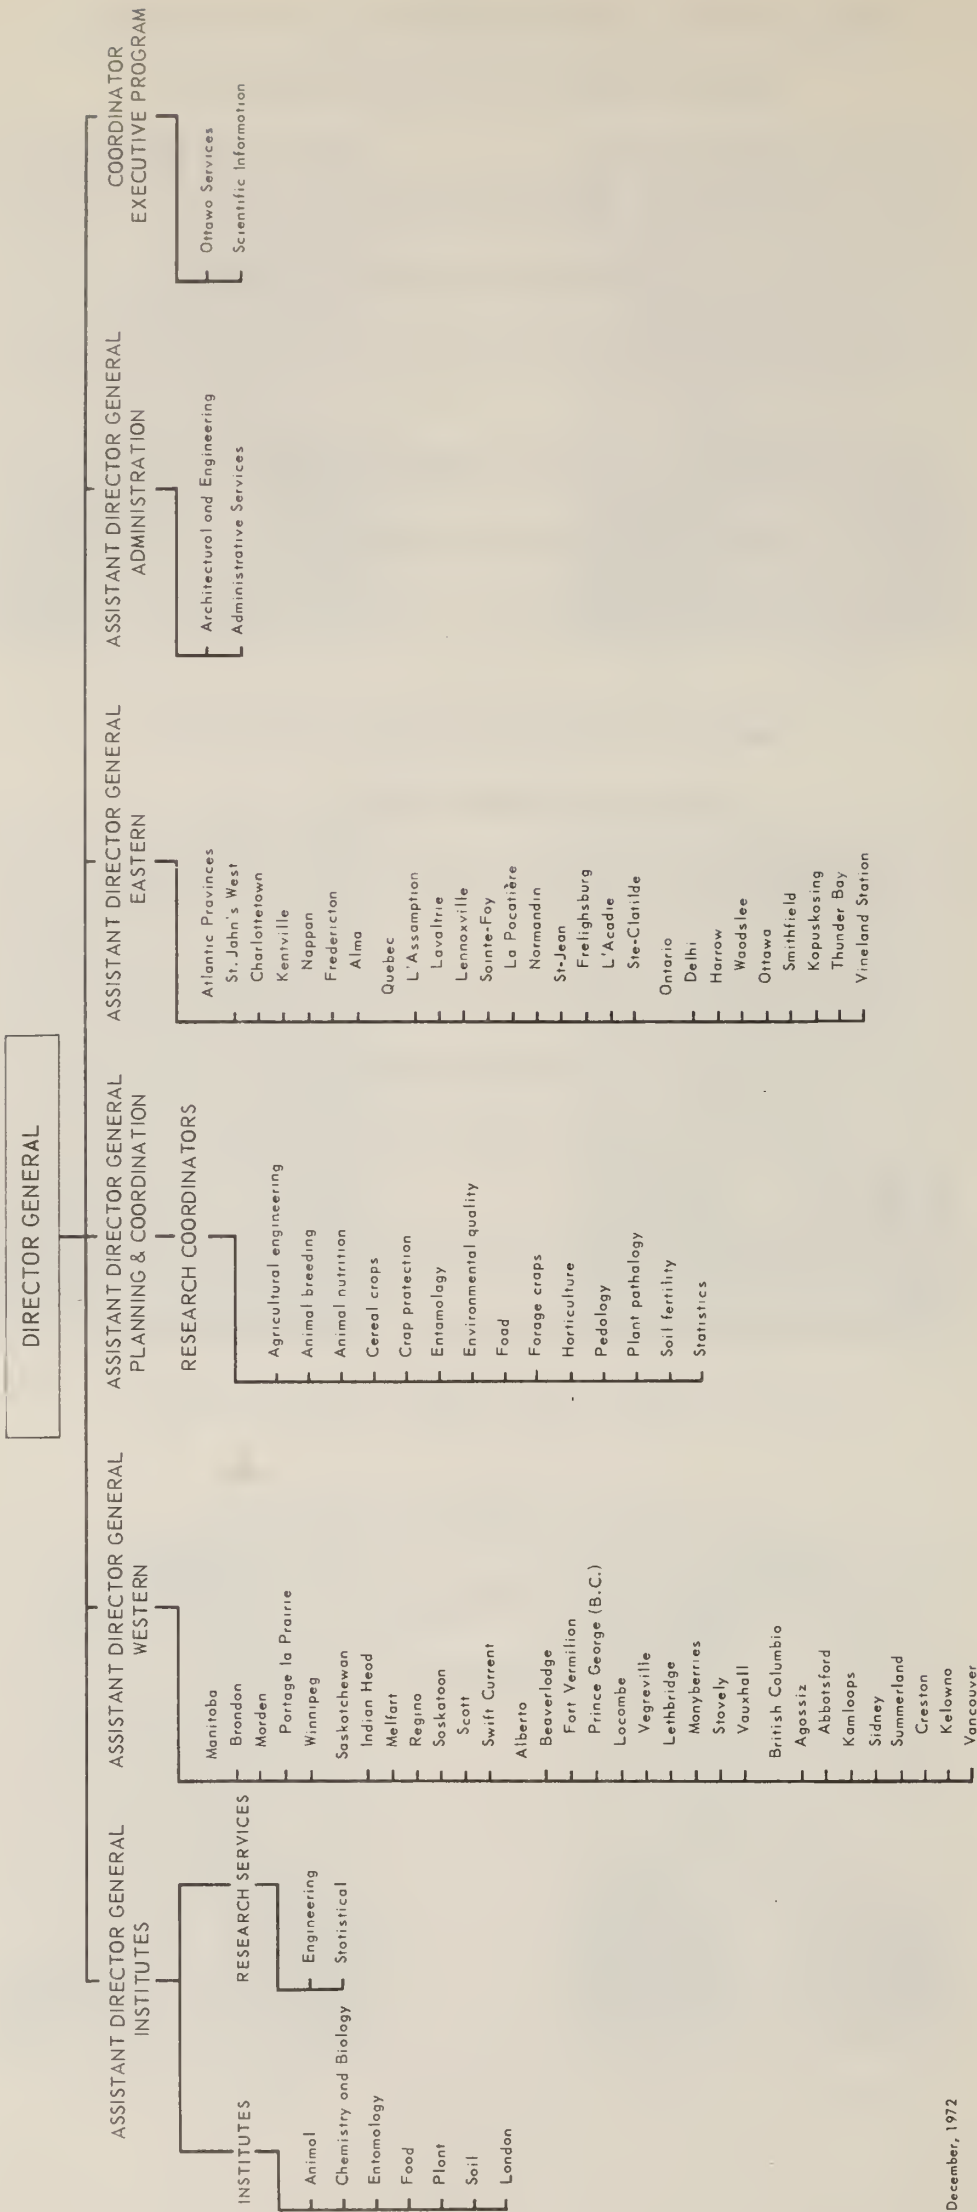 DIRECTOR GENERAL
ASSISTANT DIRECTOR GENERAL
INSTITUTES
INSTITUTES
Animal
Chemistry and Biology
Entomology
Food
Plant
Soil
London
RESEARCH SERVICES
Engineering
Statistical
ASSISTANT DIRECTOR GENERAL
WESTERN
Manitoba
Brandon
Morden
Portage la Prairie
Winnipeg
Saskatchewan
Indian Head
Melfort
Regina
Saskatoon
Scott
Swift Current
Alberta
Beaverlodge
Fort Vermilion
Prince George (B.C.)
Lacombe
Vegreville
Lethbridge
Manyberries
Stavely
Vauxhall
British Columbia
Agassiz
Abbotsford
Kamloops
Sidney
Summerland
Creston
Kelowna
Vancouver
ASSISTANT DIRECTOR GENERAL
PLANNING & COORDINATION
RESEARCH COORDINATORS
Agricultural engineering
Animal breeding
Animal nutrition
Cereal crops
Crop protection
Entomology
Environmental quality
Food
Forage crops
Horticulture
Pedology
Plant pathology
Soil fertility
Statistics
ASSISTANT DIRECTOR GENERAL
EASTERN
Atlantic Provinces
St. John's West
Charlottetown
Kentville
Nappan
Fredericton
Alma
Quebec
L'Assomption
Lavaltrie
Lennoxville
Sainte-Foy
La Pocatière
Normandin
St-Jean
Frelighsburg
L'Acadie
Ste-Clotilde
Ontario
Delhi
Harrow
Woodslee
Ottawa
Smithfield
Kapuskasing
Thunder Bay
Vineland Station
ASSISTANT DIRECTOR GENERAL
ADMINISTRATION
Architectural and Engineering
Administrative Services
COORDINATOR
EXECUTIVE PROGRAM
Ottawa Services
Scientific Information
December, 1972